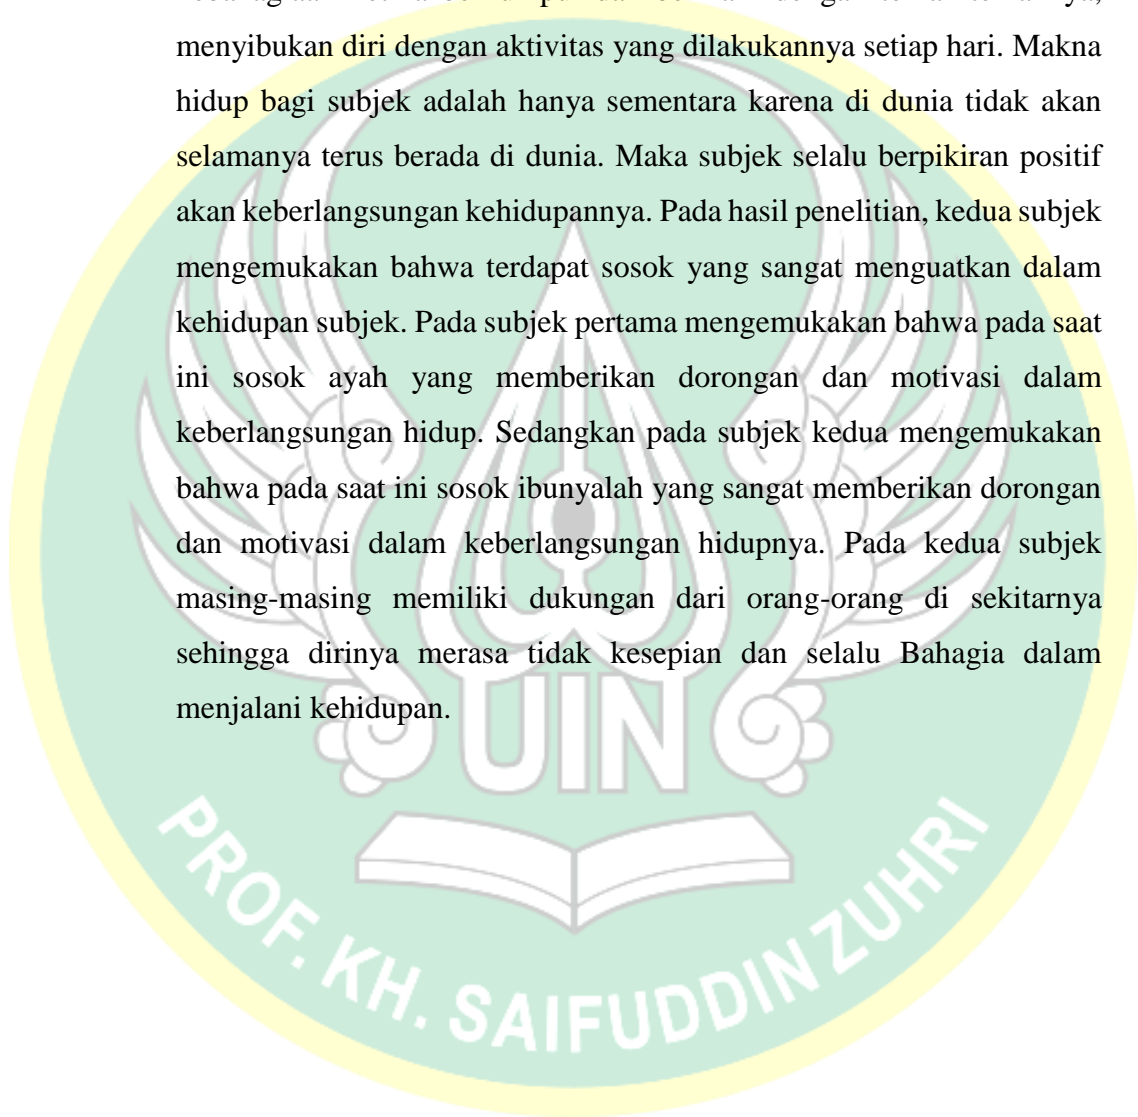 menyibukan diri dengan aktivitas yang dilakukannya setiap hari. Makna
hidup bagi subjek adalah hanya sementara karena di dunia tidak akan
selamanya terus berada di dunia. Maka subjek selalu berpikiran positif
akan keberlangsungan kehidupannya. Pada hasil penelitian, kedua subjek
mengemukakan bahwa terdapat sosok yang sangat menguatkan dalam
kehidupan subjek. Pada subjek pertama mengemukakan bahwa pada saat
ini sosok ayah yang memberikan dorongan dan motivasi dalam
keberlangsungan hidup. Sedangkan pada subjek kedua mengemukakan
bahwa pada saat ini sosok ibunyalah yang sangat memberikan dorongan
dan motivasi dalam keberlangsungan hidupnya. Pada kedua subjek
masing-masing memiliki dukungan dari orang-orang di sekitarnya
sehingga dirinya merasa tidak kesepian dan selalu Bahagia dalam
menjalani kehidupan.
UIN
PROF. KH. SAIFUDDIN ZUHRI